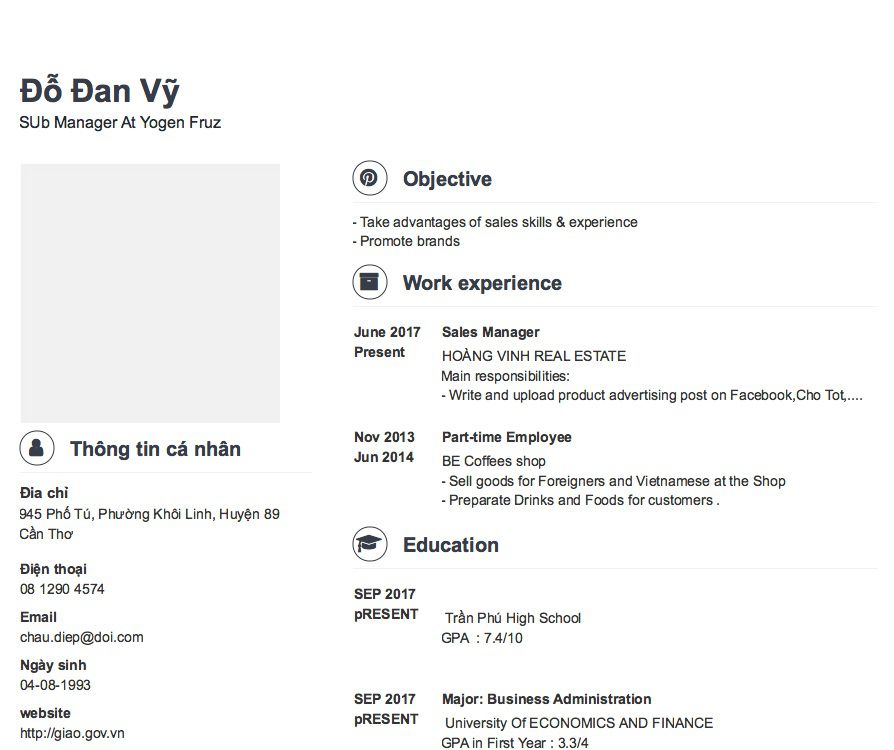 Đỗ Đan Vỹ
SUb Manager At Yogen Fruz
Thông tin cá nhân
Đia chỉ
945 Phố Tú, Phường Khôi Linh, Huyện 89
Cần Thơ
Điện thoại
08 1290 4574
Email
chau.diep@doi.com
Ngày sinh
04-08-1993
website
http://giao.gov.vn
Objective
- Take advantages of sales skills & experience
- Promote brands
Work experience
June 2017
Present
Sales Manager
HOÀNG VINH REAL ESTATE
Main responsibilities:
- Write and upload product advertising post on Facebook,Cho Tot,....
Nov 2013
Jun 2014
Part-time Employee
BE Coffees shop
- Sell goods for Foreigners and Vietnamese at the Shop
- Preparate Drinks and Foods for customers .
Education
SEP 2017
pRESENT
Trần Phú High School
GPA : 7.4/10
SEP 2017
pRESENT
Major: Business Administration
University Of ECONOMICS AND FINANCE
GPA in First Year : 3.3/4